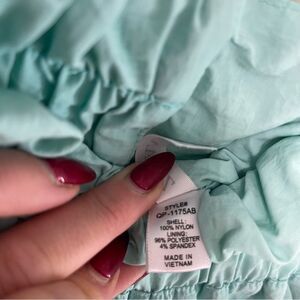 STYLE#
QP-1175AB
SHELL:
100% NYLON
LINING:
96% POLYESTER
4% SPANDEX
MADE IN
VIETNAM